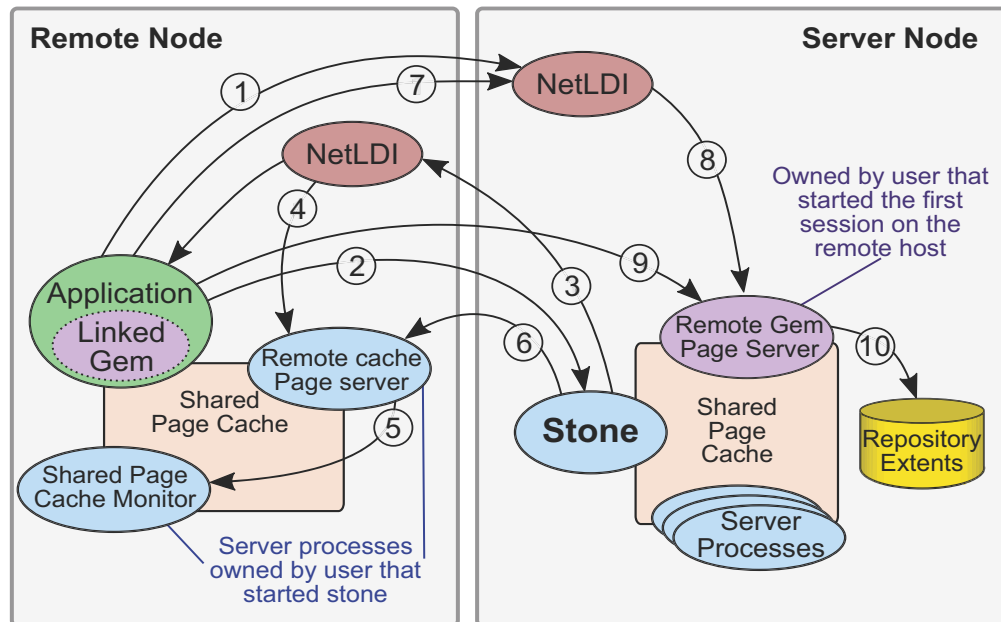 Remote Node
Server Node
1
7
NetLDI
NetLDI
8
4
Owned by user that
started the first
session on the
remote host
9
2
3
Application
Linked
Gem
6
Remote Gem
Page Server
10
Remote cache
Page server
Shared
Page Cache
5
Stone
Shared
Page
Cache
Repository
Extents
Shared Page
Cache Monitor
Server
Processes
Server processes
owned by user that
started stone